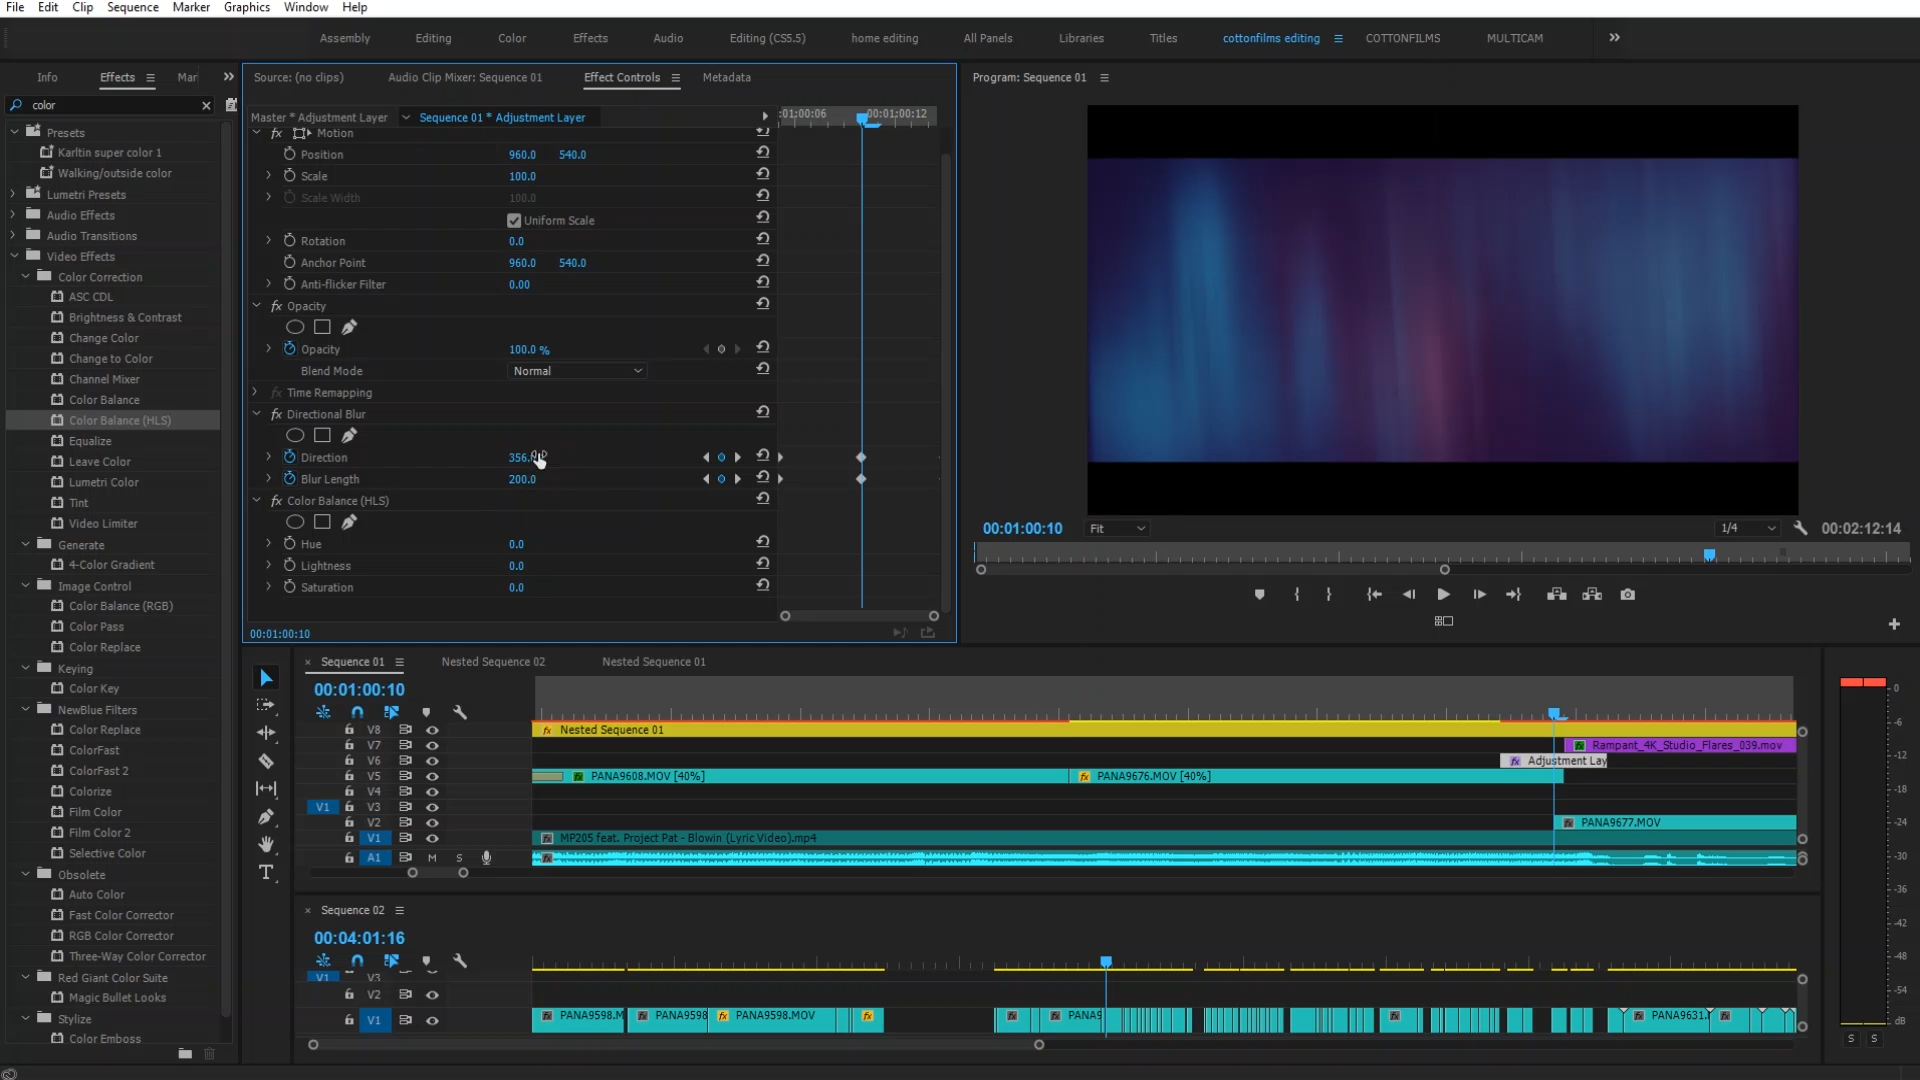 File Edit Clip Sequence Marker Graphics Window Help
Assembly Editing Color Effects Audio Editing (CS5.5) home editing All Panels Libraries Titles cottonfilms editing COTTONFILMS MULTICAM
Info Effects Mar
color
Presets
Karltin super color 1
Walking/outside color
Lumetri Presets
Audio Effects
Audio Transitions
Video Effects
Color Correction
ASC CDL
Brightness & Contrast
Change Color
Change to Color
Channel Mixer
Color Balance
Color Balance (HLS)
Equalize
Leave Color
Lumetri Color
Tint
Video Limiter
Generate
4-Color Gradient
Image Control
Color Balance (RGB)
Color Pass
Color Replace
Keying
Color Key
NewBlue Filters
Color Replace
ColorFast
ColorFast 2
Colorize
Film Color
Film Color 2
Selective Color
Obsolete
Auto Color
Fast Color Corrector
RGB Color Corrector
Three-Way Color Corrector
Red Giant Color Suite
Magic Bullet Looks
Stylize
Color Emboss
Source: (no clips) Audio Clip Mixer: Sequence 01 Effect Controls Metadata
Master * Adjustment Layer Sequence 01 * Adjustment Layer
:01;00:06 00:01:00:12
fx Motion
Position 960.0 540.0
Scale 100.0
Scale Width 100.0
Uniform Scale
Rotation 0.0
Anchor Point 960.0 540.0
Anti-flicker Filter 0.00
fx Opacity
Opacity 100.0 %
Blend Mode Normal
fx Time Remapping
fx Directional Blur
Direction 356.
Blur Length 200.0
fx Color Balance (HLS)
Hue 0.0
Lightness 0.0
Saturation 0.0
00:01:00:10
Program: Sequence 01
00:01:00:10 Fit 1/4 00:02:12:14
Sequence 01 Nested Sequence 02 Nested Sequence 01
00:01:00:10
V8 fx Nested Sequence 01
V7 fx Rampant_4K_Studio_Flares_039.mov
V6 fx Adjustment Lay
V5 fx PANA9608.MOV [40%] fx PANA9676.MOV [40%]
V4
V1 V3
V2 fx PANA9677.MOV
V1 fx MP205 feat. Project Pat - Blowin (Lyric Video).mp4
A1 M S
Sequence 02
00:04:01:16
V1 V3
V2
V1 fx PANA9598.M fx PANA9598 fx PANA9598.MOV fx fx fx PANA9 fx fx PANA9631. fx
0
-6
-12
-18
-24
-30
-36
-42
-48
-54
dB
S S